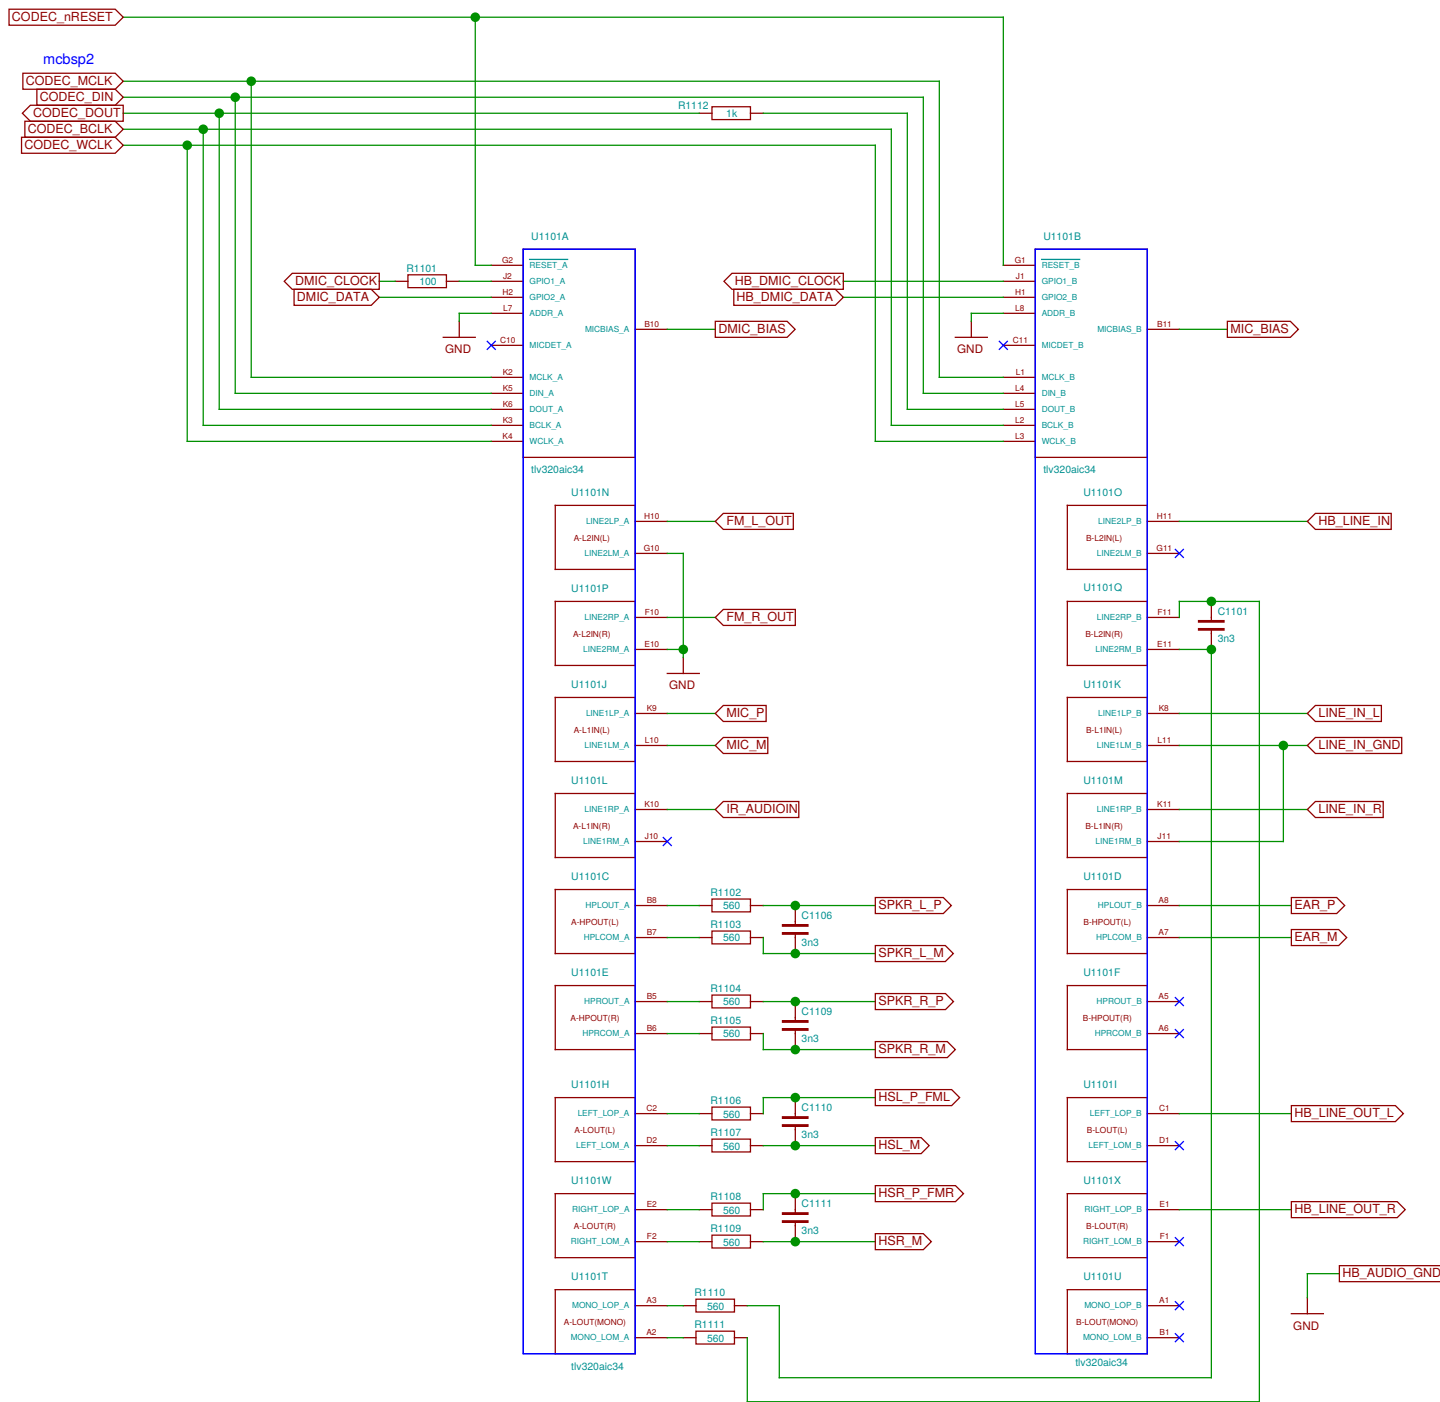 CODEC_nRESET
mcbsp2
CODEC_MCLK
CODEC_DIN
CODEC_DOUT
CODEC_BCLK
CODEC_WCLK
R1112
1k
U1101A
G2 RESET_A
DMIC_CLOCK
R1101
100
J2 GPIO1_A
DMIC_DATA
H2 GPIO2_A
L7 ADDR_A
GND
MICBIAS_A B10 DMIC_BIAS
C10 MICDET_A
K2 MCLK_A
K5 DIN_A
K6 DOUT_A
K3 BCLK_A
K4 WCLK_A
tlv320aic34
U1101N
LINE2LP_A H10 FM_L_OUT
A-L2IN(L)
LINE2LM_A G10
U1101P
LINE2RP_A F10 FM_R_OUT
A-L2IN(R)
LINE2RM_A E10
GND
U1101J
LINE1LP_A K9 MIC_P
A-L1IN(L)
LINE1LM_A L10 MIC_M
U1101L
LINE1RP_A K10 IR_AUDIOIN
A-L1IN(R)
LINE1RM_A J10
U1101C
HPLOUT_A B8
R1102
560
SPKR_L_P
A-HPOUT(L)
HPLCOM_A B7
R1103
560
C1106
3n3
SPKR_L_M
U1101E
HPROUT_A B5
R1104
560
SPKR_R_P
A-HPOUT(R)
HPRCOM_A B6
R1105
560
C1109
3n3
SPKR_R_M
U1101H
LEFT_LOP_A C2
R1106
560
HSL_P_FML
A-LOUT(L)
LEFT_LOM_A D2
R1107
560
C1110
3n3
HSL_M
U1101W
RIGHT_LOP_A E2
R1108
560
HSR_P_FMR
A-LOUT(R)
RIGHT_LOM_A F2
R1109
560
C1111
3n3
HSR_M
U1101T
MONO_LOP_A A3
R1110
560
A-LOUT(MONO)
MONO_LOM_A A2
R1111
560
tlv320aic34
U1101B
G1 RESET_B
HB_DMIC_CLOCK J1 GPIO1_B
HB_DMIC_DATA H1 GPIO2_B
L8 ADDR_B
GND
MICBIAS_B B11 MIC_BIAS
C11 MICDET_B
L1 MCLK_B
L4 DIN_B
L5 DOUT_B
L2 BCLK_B
L3 WCLK_B
tlv320aic34
U1101O
LINE2LP_B H11 HB_LINE_IN
B-L2IN(L)
LINE2LM_B G11
U1101Q
LINE2RP_B F11
B-L2IN(R)
LINE2RM_B E11
C1101
3n3
U1101K
LINE1LP_B K8 LINE_IN_L
B-L1IN(L)
LINE1LM_B L11 LINE_IN_GND
U1101M
LINE1RP_B K11 LINE_IN_R
B-L1IN(R)
LINE1RM_B J11
U1101D
HPLOUT_B A8 EAR_P
B-HPOUT(L)
HPLCOM_B A7 EAR_M
U1101F
HPROUT_B A5
B-HPOUT(R)
HPRCOM_B A6
U1101I
LEFT_LOP_B C1 HB_LINE_OUT_L
B-LOUT(L)
LEFT_LOM_B D1
U1101X
RIGHT_LOP_B E1 HB_LINE_OUT_R
B-LOUT(R)
RIGHT_LOM_B F1
U1101U
MONO_LOP_B A1
B-LOUT(MONO)
MONO_LOM_B B1
tlv320aic34
HB_AUDIO_GND
GND